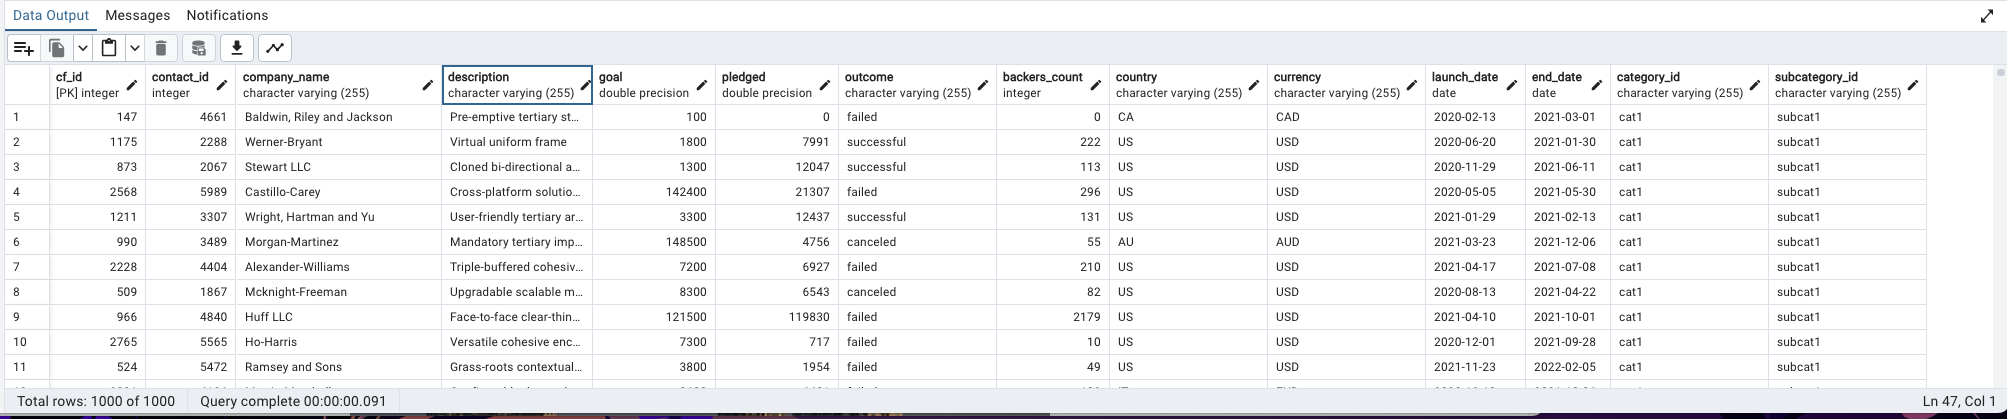 Data Output Messages Notifications
cf_id contact_id company_name description goal pledged outcome backers_count country currency launch_date end_date category_id subcategory_id
[PK] integer integer character varying (255) character varying (255) double precision double precision character varying (255) integer character varying (255) character varying (255) date date character varying (255) character varying (255)
1 147 4661 Baldwin, Riley and Jackson Pre-emptive tertiary st... 100 0 failed 0 CA CAD 2020-02-13 2021-03-01 cat1 subcat1
2 1175 2288 Werner-Bryant Virtual uniform frame 1800 7991 successful 222 US USD 2020-06-20 2021-01-30 cat1 subcat1
3 873 2067 Stewart LLC Cloned bi-directional a... 1300 12047 successful 113 US USD 2020-11-29 2021-06-11 cat1 subcat1
4 2568 5989 Castillo-Carey Cross-platform solutio... 142400 21307 failed 296 US USD 2020-05-05 2021-05-30 cat1 subcat1
5 1211 3307 Wright, Hartman and Yu User-friendly tertiary ar... 3300 12437 successful 131 US USD 2021-01-29 2021-02-13 cat1 subcat1
6 990 3489 Morgan-Martinez Mandatory tertiary imp... 148500 4756 canceled 55 AU AUD 2021-03-23 2021-12-06 cat1 subcat1
7 2228 4404 Alexander-Williams Triple-buffered cohesiv... 7200 6927 failed 210 US USD 2021-04-17 2021-07-08 cat1 subcat1
8 509 1867 Mcknight-Freeman Upgradable scalable m... 8300 6543 canceled 82 US USD 2020-08-13 2021-04-22 cat1 subcat1
9 966 4840 Huff LLC Face-to-face clear-thin... 121500 119830 failed 2179 US USD 2021-04-10 2021-10-01 cat1 subcat1
10 2765 5565 Ho-Harris Versatile cohesive enc... 7300 717 failed 10 US USD 2020-12-01 2021-09-28 cat1 subcat1
11 524 5472 Ramsey and Sons Grass-roots contextual... 3800 1954 failed 49 US USD 2021-11-23 2022-02-05 cat1 subcat1
Total rows: 1000 of 1000 Query complete 00:00:00.091 Ln 47, Col 1